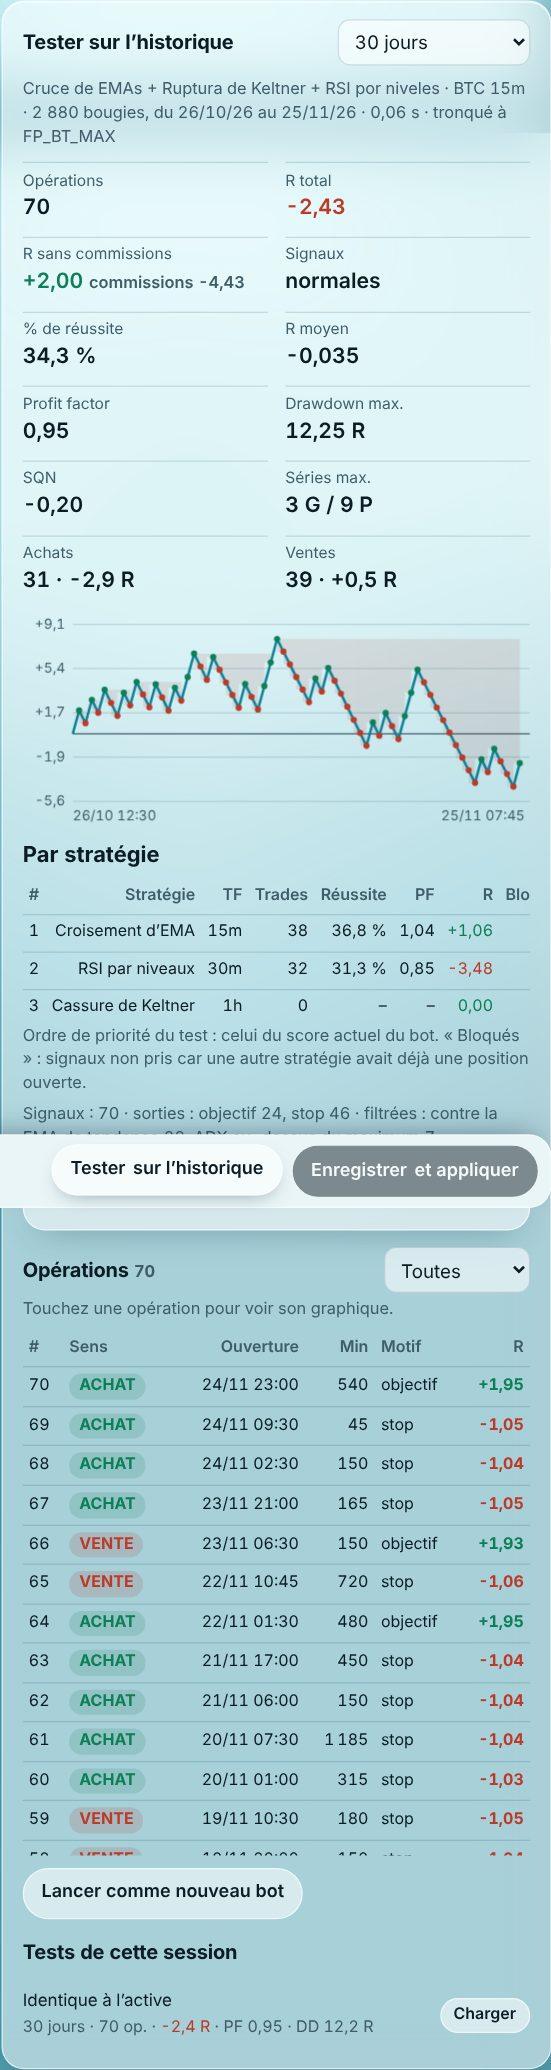 Tester sur l’historique
30 jours
Cruce de EMAs + Ruptura de Keltner + RSI por niveles · BTC 15m
· 2 880 bougies, du 26/10/26 au 25/11/26 · 0,06 s · tronqué à
FP_BT_MAX
Opérations
R total
70
-2,43
R sans commissions
Signaux
+2,00 commissions -4,43
normales
% de réussite
R moyen
34,3 %
-0,035
Profit factor
Drawdown max.
0,95
12,25 R
SQN
Séries max.
-0,20
3 G / 9 P
Achats
Ventes
31 · -2,9 R
39 · +0,5 R
+9,1
+5,4
+1,7
-1,9
-5,6
26/10 12:30
25/11 07:45
Par stratégie
# Stratégie TF Trades Réussite PF R Blo
1 Croisement d’EMA 15m 38 36,8 % 1,04 +1,06
2 RSI par niveaux 30m 32 31,3 % 0,85 -3,48
3 Cassure de Keltner 1h 0 – – 0,00
Ordre de priorité du test : celui du score actuel du bot. « Bloqués
» : signaux non pris car une autre stratégie avait déjà une position
ouverte.
Signaux : 70 · sorties : objectif 24, stop 46 · filtrées : contre la
Tester sur l’historique
Enregistrer et appliquer
Opérations 70
Toutes
Touchez une opération pour voir son graphique.
# Sens Ouverture Min Motif R
70 ACHAT 24/11 23:00 540 objectif +1,95
69 ACHAT 24/11 09:30 45 stop -1,05
68 ACHAT 24/11 02:30 150 stop -1,04
67 ACHAT 23/11 21:00 165 stop -1,05
66 VENTE 23/11 06:30 150 objectif +1,93
65 VENTE 22/11 10:45 720 stop -1,06
64 ACHAT 22/11 01:30 480 objectif +1,95
63 ACHAT 21/11 17:00 450 stop -1,04
62 ACHAT 21/11 06:00 150 stop -1,04
61 ACHAT 20/11 07:30 1 185 stop -1,04
60 ACHAT 20/11 01:00 315 stop -1,03
59 VENTE 19/11 10:30 180 stop -1,05
Lancer comme nouveau bot
Tests de cette session
Identique à l’active
30 jours · 70 op. · -2,4 R · PF 0,95 · DD 12,2 R
Charger